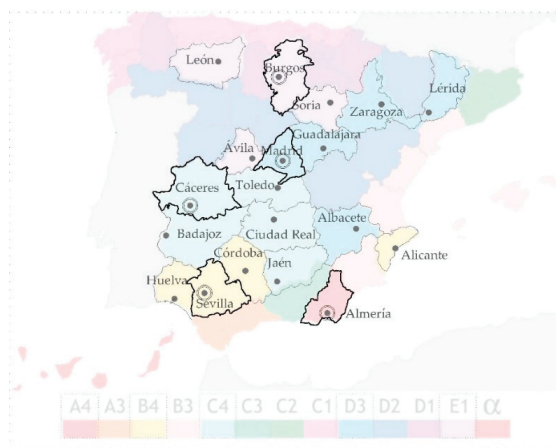 León
Burgos
Soria
Zaragoza
Lérida
Ávila
Madrid
Guadalajara
Cáceres
Toledo
Badajoz
Ciudad Real
Albacete
Alicante
Córdoba
Jaén
Huelva
Sevilla
Almería
A4 A3 B4 B3 C4 C3 C2 C1 D3 D2 D1 E1 α